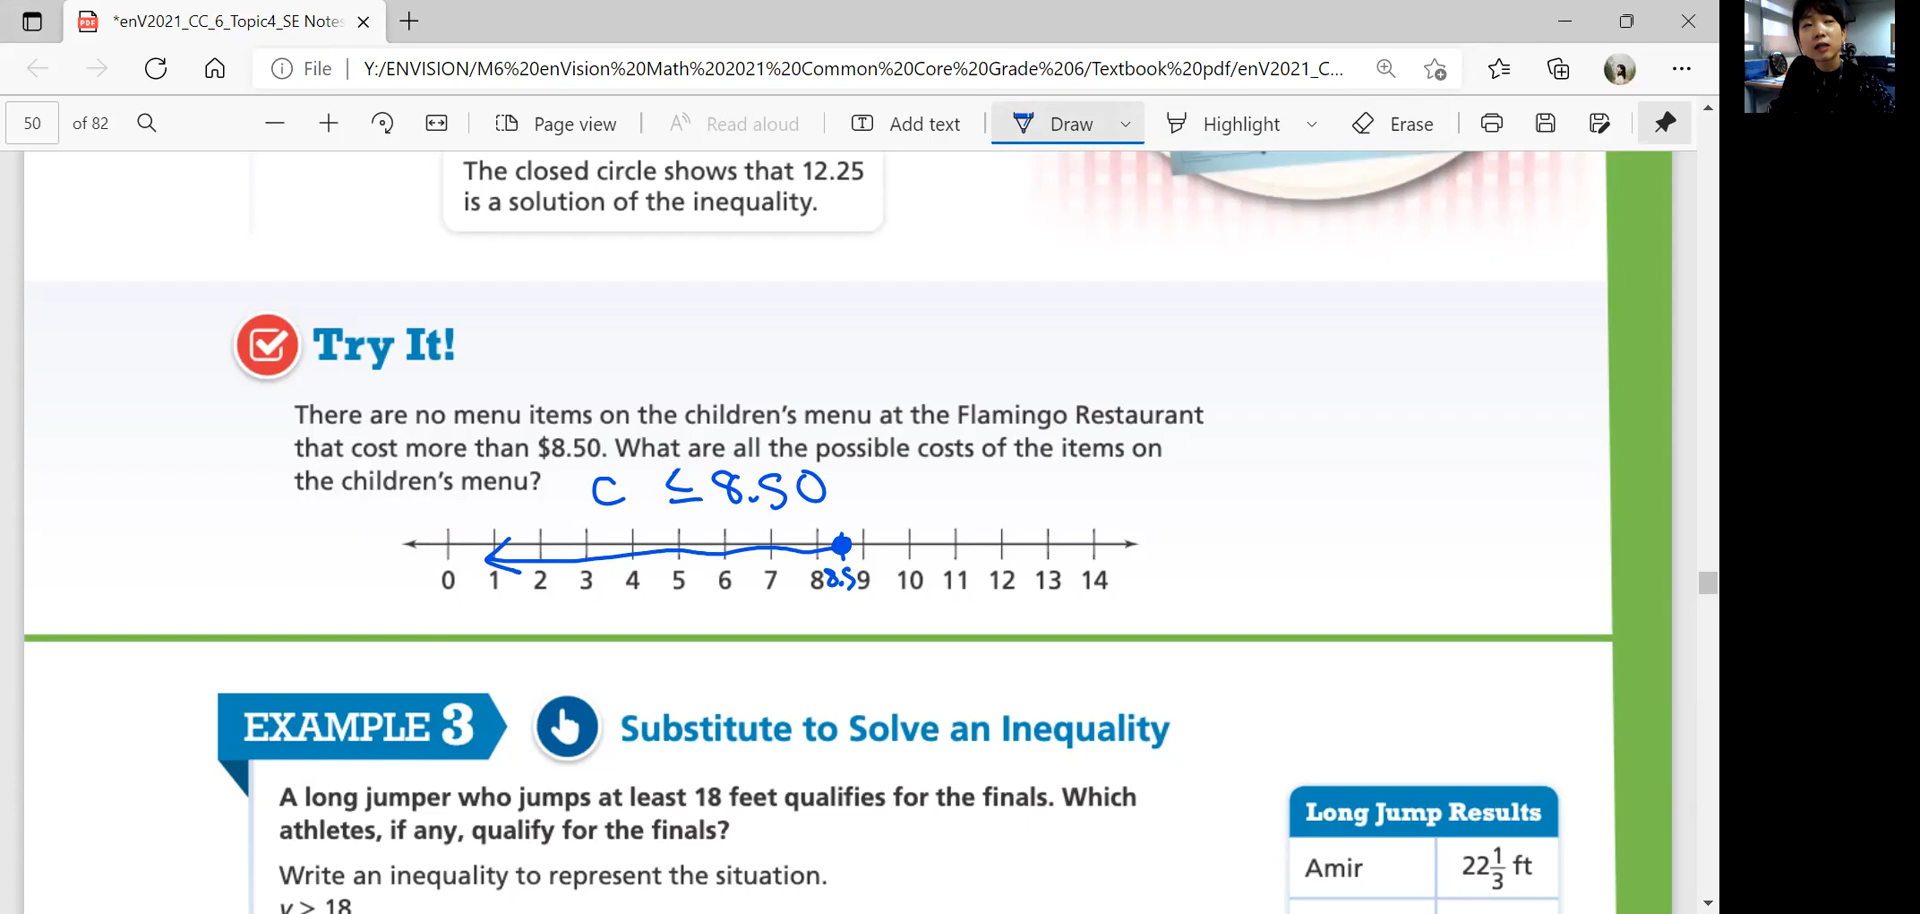 *enV2021_CC_6_Topic4_SE Notes
File
Y:/ENVISION/M6%20enVision%20Math%202021%20Common%20Core%20Grade%206/Textbook%20pdf/enV2021_C...
50 of 82
Page view
Read aloud
Add text
Draw
Highlight
Erase
The closed circle shows that 12.25
is a solution of the inequality.
Try It!
There are no menu items on the children's menu at the Flamingo Restaurant
that cost more than $8.50. What are all the possible costs of the items on
the children's menu?
C ≤ 8.50
0 1 2 3 4 5 6 7 8 8.5 9 10 11 12 13 14
EXAMPLE 3
Substitute to Solve an Inequality
A long jumper who jumps at least 18 feet qualifies for the finals. Which
athletes, if any, qualify for the finals?
Write an inequality to represent the situation.
Long Jump Results
Amir 22 1/3 ft